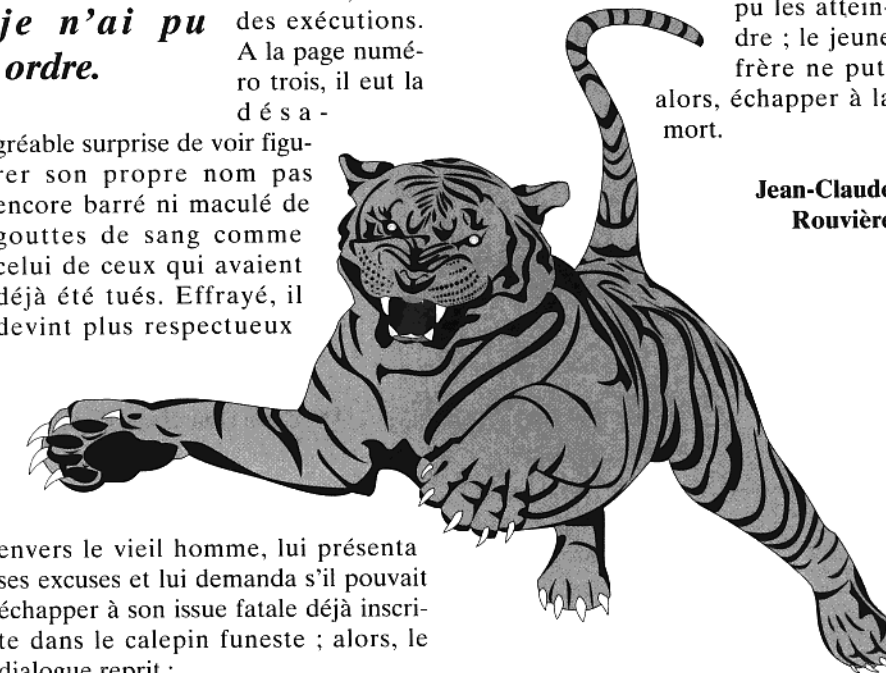 je n'ai pu
ordre.
des exécutions.
A la page numé-
ro trois, il eut la
d é s a -
gréable surprise de voir figu-
rer son propre nom pas
encore barré ni maculé de
gouttes de sang comme
celui de ceux qui avaient
déjà été tués. Effrayé, il
devint plus respectueux
envers le vieil homme, lui présenta
ses excuses et lui demanda s'il pouvait
échapper à son issue fatale déjà inscri-
te dans le calepin funeste ; alors, le
dialogue reprit :
pu les attein-
dre ; le jeune
frère ne put
alors, échapper à la
mort.
Jean-Claude
Rouvière